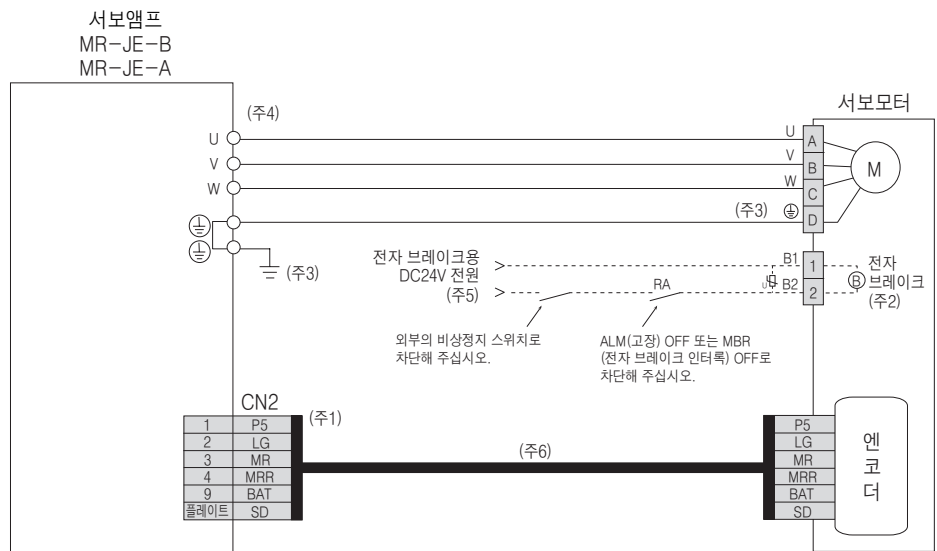 서보앰프
MR-JE-B
MR-JE-A
서보모터
(주4)
U
U
A
V
V
B
M
W
W
C
(주3)
D
(주3)
전자 브레이크용
DC24V 전원
(주5)
B1
1
전자
브레이크
(주2)
B
RA
U
B2
2
외부의 비상정지 스위치로
차단해 주십시오.
ALM(고장) OFF 또는 MBR
(전자 브레이크 인터록) OFF로
차단해 주십시오.
CN2
(주1)
1 P5
2 LG
3 MR
4 MRR
9 BAT
플레이트 SD
(주6)
P5
LG
MR
MRR
BAT
SD
엔
코
더